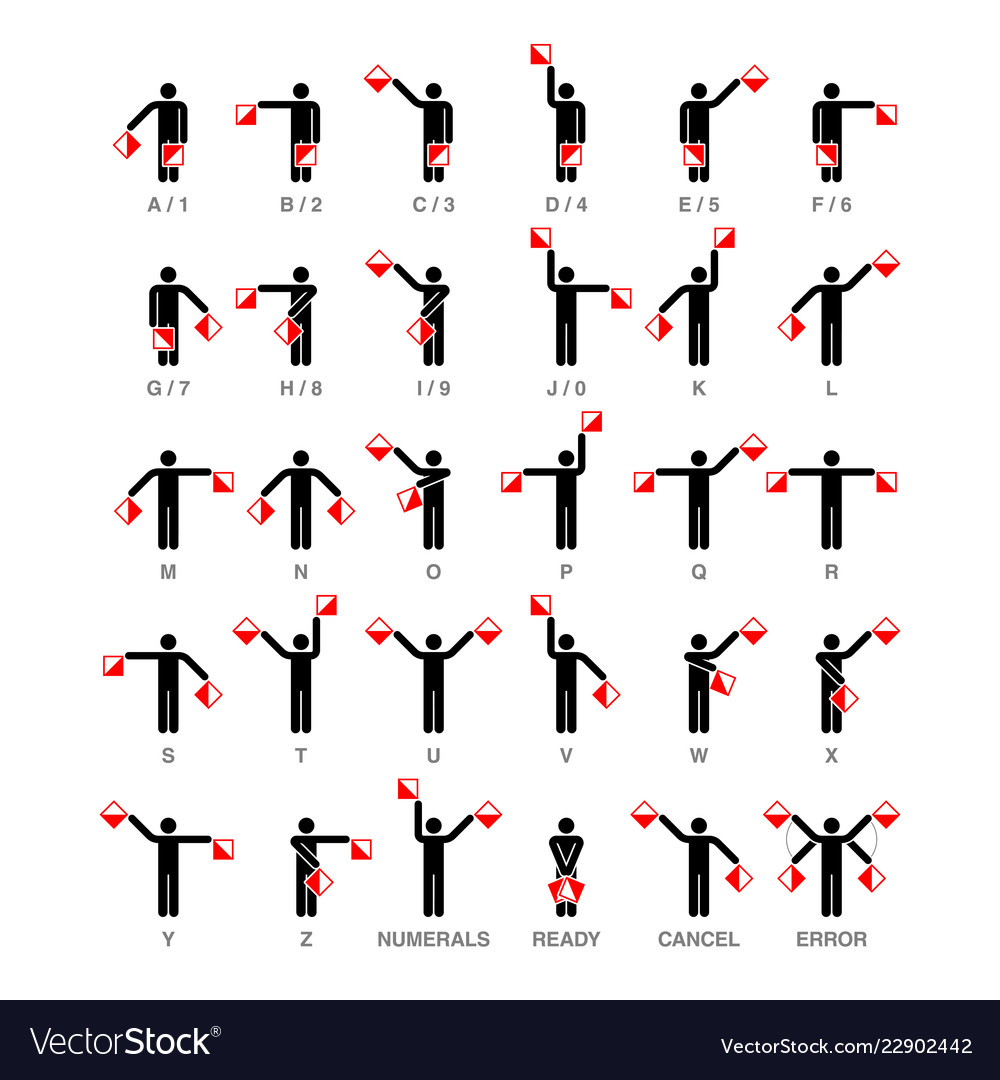 A / 1 B / 2 C / 3 D / 4 E / 5 F / 6
G / 7 H / 8 I / 9 J / 0 K L
M N O P Q R
S T U V W X
Y Z NUMERALS READY CANCEL ERROR
VectorStock® VectorStock.com/22902442